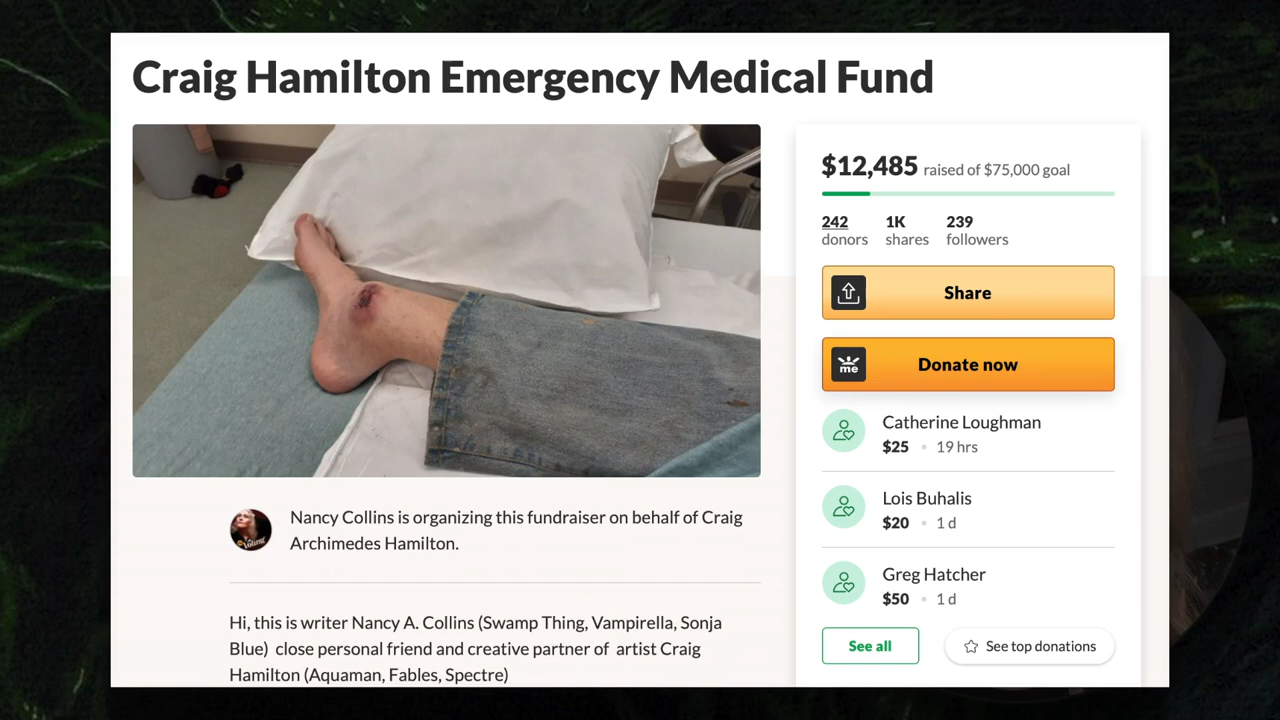 Craig Hamilton Emergency Medical Fund
$12,485 raised of $75,000 goal
242 donors
1K shares
239 followers
Share
me
Donate now
Catherine Loughman
$25 • 19 hrs
Lois Buhalis
$20 • 1 d
Greg Hatcher
$50 • 1 d
See all
See top donations
Voting
Nancy Collins is organizing this fundraiser on behalf of Craig
Archimedes Hamilton.
Hi, this is writer Nancy A. Collins (Swamp Thing, Vampirella, Sonja
Blue) close personal friend and creative partner of artist Craig
Hamilton (Aquaman, Fables, Spectre)